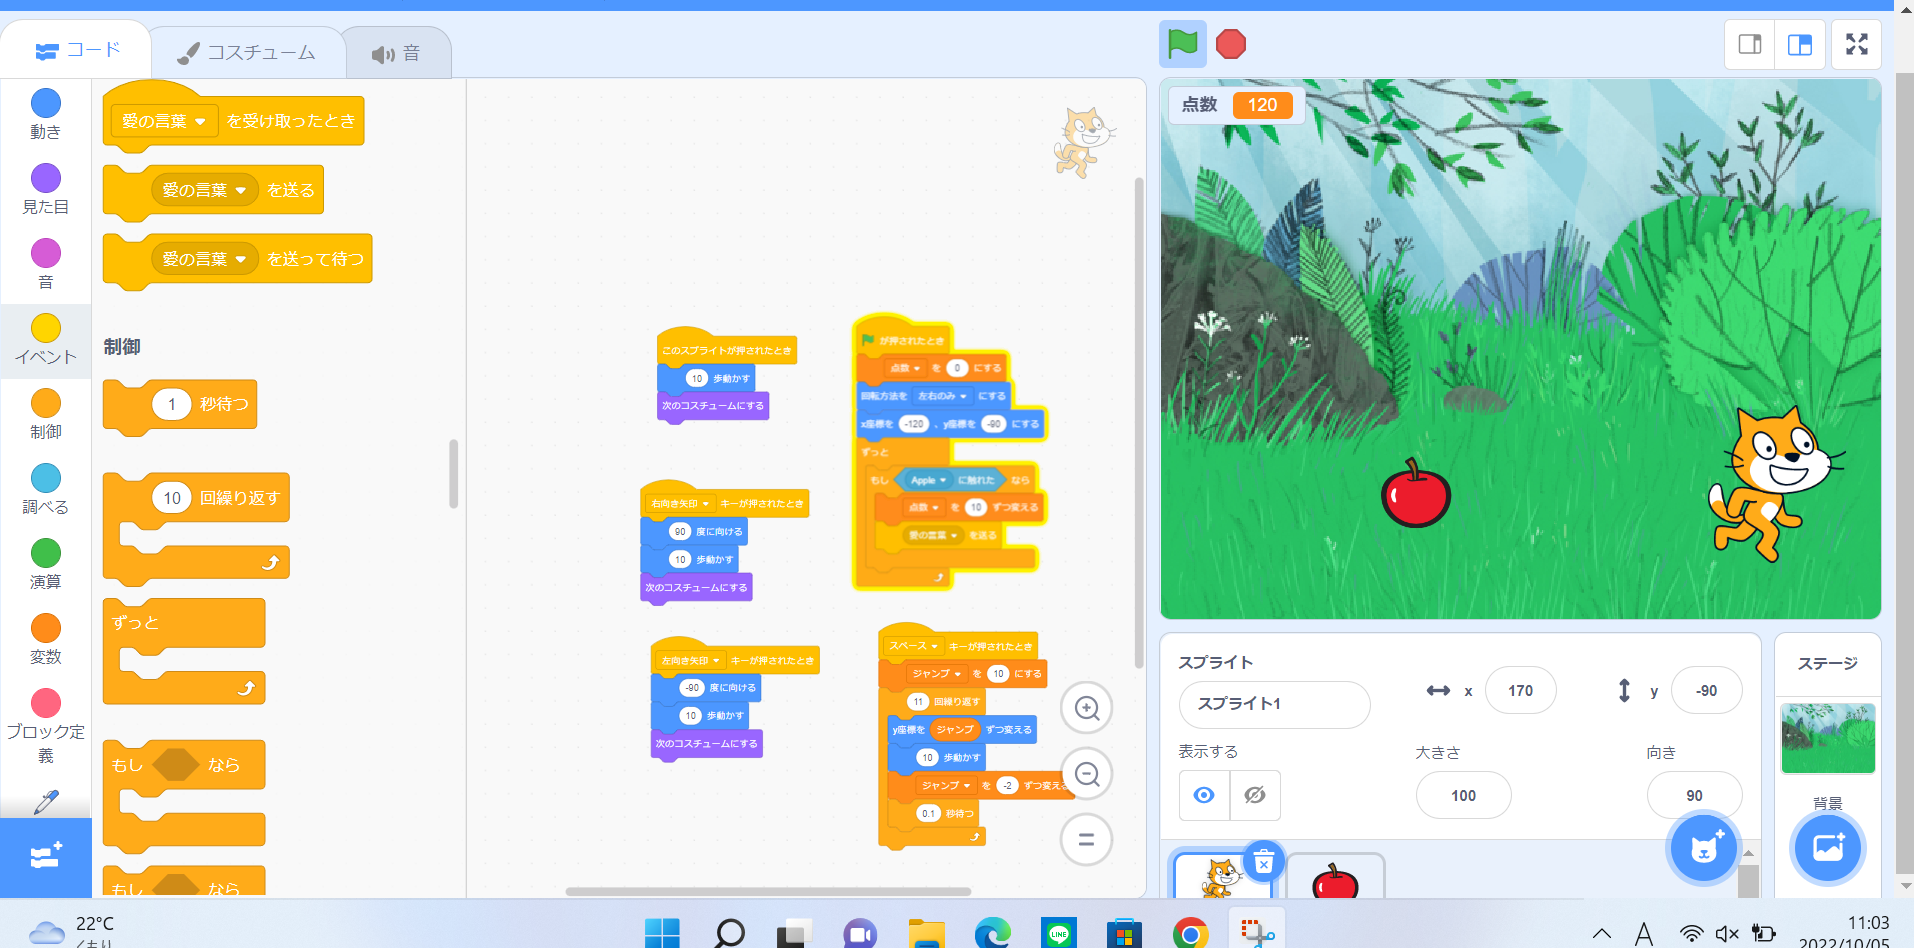 コード
コスチューム
音
動き
見た目
音
イベント
制御
調べる
演算
変数
ブロック定
義
愛の言葉 を受け取ったとき
愛の言葉 を送る
愛の言葉 を送って待つ
制御
1 秒待つ
10 回繰り返す
ずっと
もし なら
もし なら
このスプライトが押されたとき
10 歩動かす
次のコスチュームにする
右向き矢印 キーが押されたとき
90 度に向ける
10 歩動かす
次のコスチュームにする
左向き矢印 キーが押されたとき
-90 度に向ける
10 歩動かす
次のコスチュームにする
が押されたとき
点数 を 0 にする
回転方法を 左右のみ にする
x座標を -120 、y座標を -90 にする
ずっと
もし Apple に触れた なら
点数 を 10 ずつ変える
愛の言葉 を送る
スペース キーが押されたとき
ジャンプ を 10 にする
11 回繰り返す
y座標を ジャンプ ずつ変える
10 歩動かす
ジャンプ を -2 ずつ変える
0.1 秒待つ
点数 120
スプライト
スプライト1
x 170
y -90
表示する
大きさ
100
向き
90
ステージ
背景
22°C
くもり
LINE
A
11:03
2022/10/05